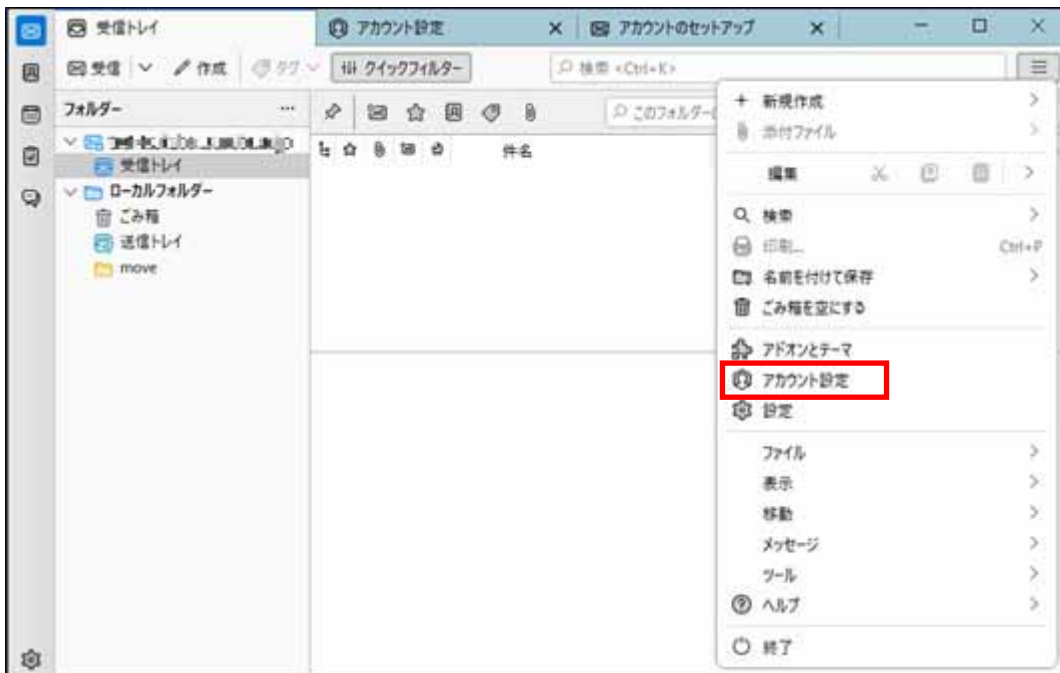 受信トレイ
アカウント設定
アカウントのセットアップ
受信
作成
タグ
クイックフィルター
検索 <Ctrl+K>
フォルダー
このフォルダー
件名
受信トレイ
ローカルフォルダー
ごみ箱
送信トレイ
move
新規作成
添付ファイル
編集
検索
印刷... Ctrl+P
名前を付けて保存
ごみ箱を空にする
アドオンとテーマ
アカウント設定
設定
ファイル
表示
移動
メッセージ
ツール
ヘルプ
終了